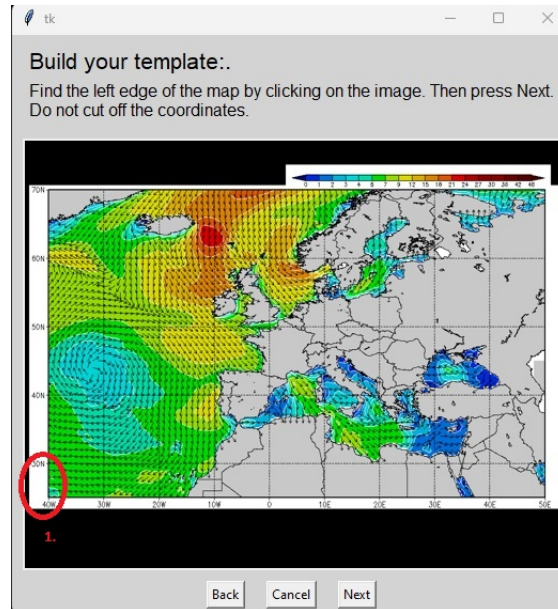 tk
Build your template:.
Find the left edge of the map by clicking on the image. Then press Next.
Do not cut off the coordinates.
0 1 2 3 4 5 6 7 9 12 15 18 21 24 27 30 33 42 48
70N
60N
50N
40N
30N
40W 30W 20W 10W 0 10E 20E 30E 40E 50E
1.
Back Cancel Next